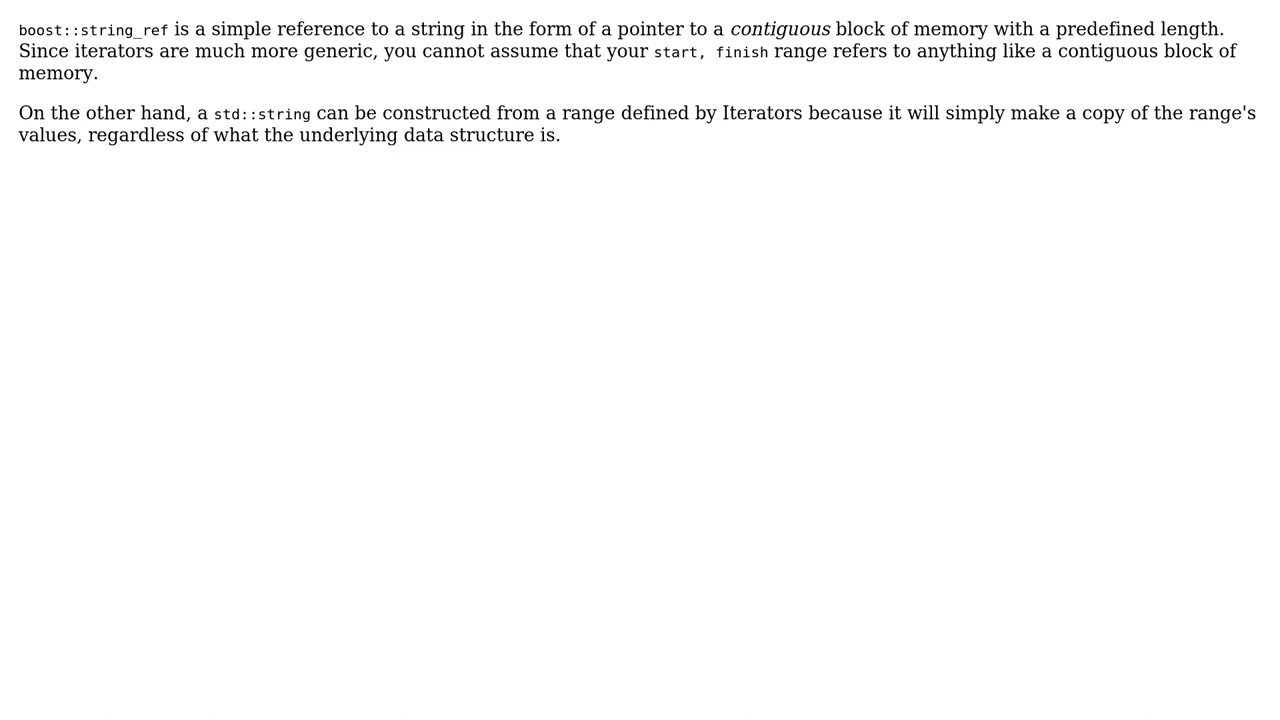 boost::string_ref is a simple reference to a string in the form of a pointer to a contiguous block of memory with a predefined length.
Since iterators are much more generic, you cannot assume that your start, finish range refers to anything like a contiguous block of
memory.
On the other hand, a std::string can be constructed from a range defined by Iterators because it will simply make a copy of the range's
values, regardless of what the underlying data structure is.